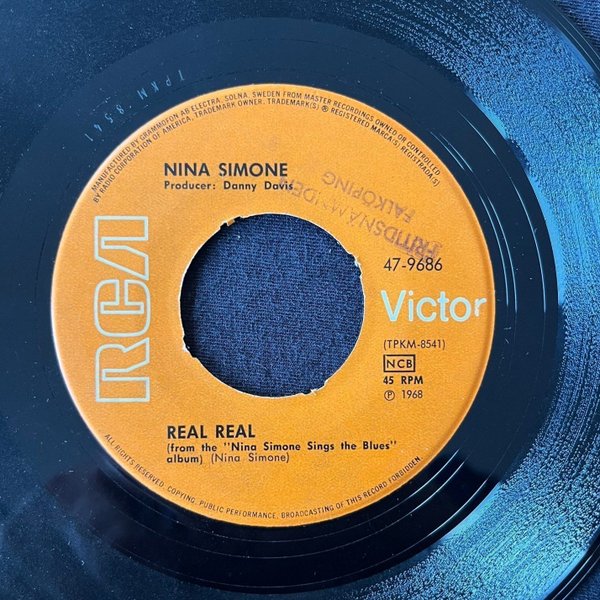 TPKM 8541
MANUFACTURED BY GRAMMOFON AB ELECTRA, SOLNA, SWEDEN FROM MASTER RECORDINGS OWNED OR CONTROLLED
BY RADIO CORPORATION OF AMERICA, TRADEMARK OWNER. TRADEMARK(S) ® REGISTERED MARCA(S) REGISTRADA(S)
NINA SIMONE
Producer: Danny Davis
FALKÖPING
47-9686
RCA
Victor
(TPKM-8541)
NCB
45 RPM
℗ 1968
REAL REAL
(from the "Nina Simone Sings the Blues"
album) (Nina Simone)
ALL RIGHTS RESERVED. COPYING, PUBLIC PERFORMANCE, BROADCASTING OF THIS RECORD FORBIDDEN.